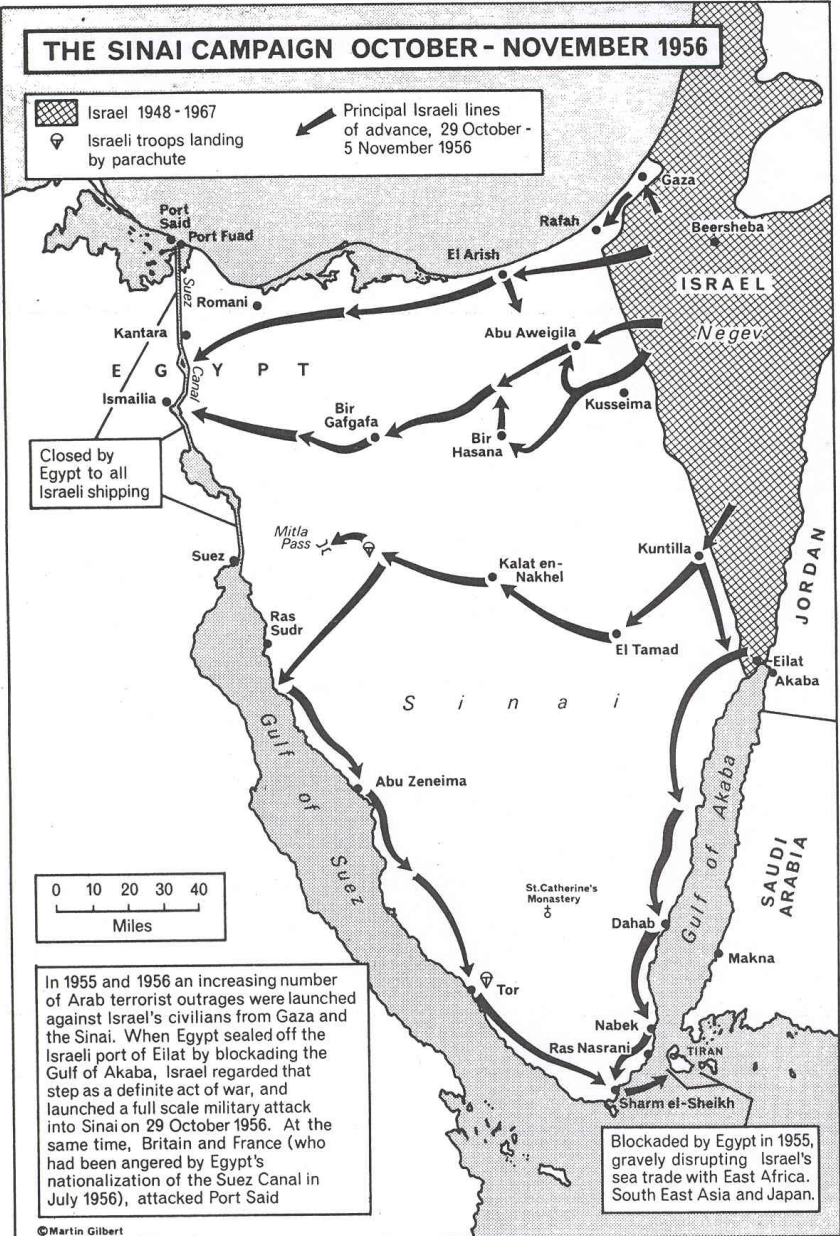 THE SINAI CAMPAIGN OCTOBER - NOVEMBER 1956
Israel 1948 - 1967
Israeli troops landing
by parachute
Principal Israeli lines
of advance, 29 October -
5 November 1956
Gaza
Port
Said
Port Fuad
Rafah
Beersheba
El Arish
ISRAEL
Suez
Canal
Romani
Negev
Kantara
Abu Aweigila
EGYPT
Ismailia
Bir
Gafgafa
Kusseima
Bir
Hasana
Closed by
Egypt to all
Israeli shipping
Mitla
Pass
Suez
Kalat en-
Nakhel
Kuntilla
JORDAN
Ras
Sudr
El Tamad
Eilat
Akaba
Sinai
Gulf of Suez
Abu Zeneima
Gulf of Akaba
SAUDI
ARABIA
0 10 20 30 40
Miles
St.Catherine's
Monastery
Dahab
Makna
Tor
Nabek
Ras Nasrani
TIRAN
Sharm el-Sheikh
In 1955 and 1956 an increasing number
of Arab terrorist outrages were launched
against Israel's civilians from Gaza and
the Sinai. When Egypt sealed off the
Israeli port of Eilat by blockading the
Gulf of Akaba, Israel regarded that
step as a definite act of war, and
launched a full scale military attack
into Sinai on 29 October 1956. At the
same time, Britain and France (who
had been angered by Egypt's
nationalization of the Suez Canal in
July 1956), attacked Port Said
Blockaded by Egypt in 1955,
gravely disrupting Israel's
sea trade with East Africa.
South East Asia and Japan.
©Martin Gilbert